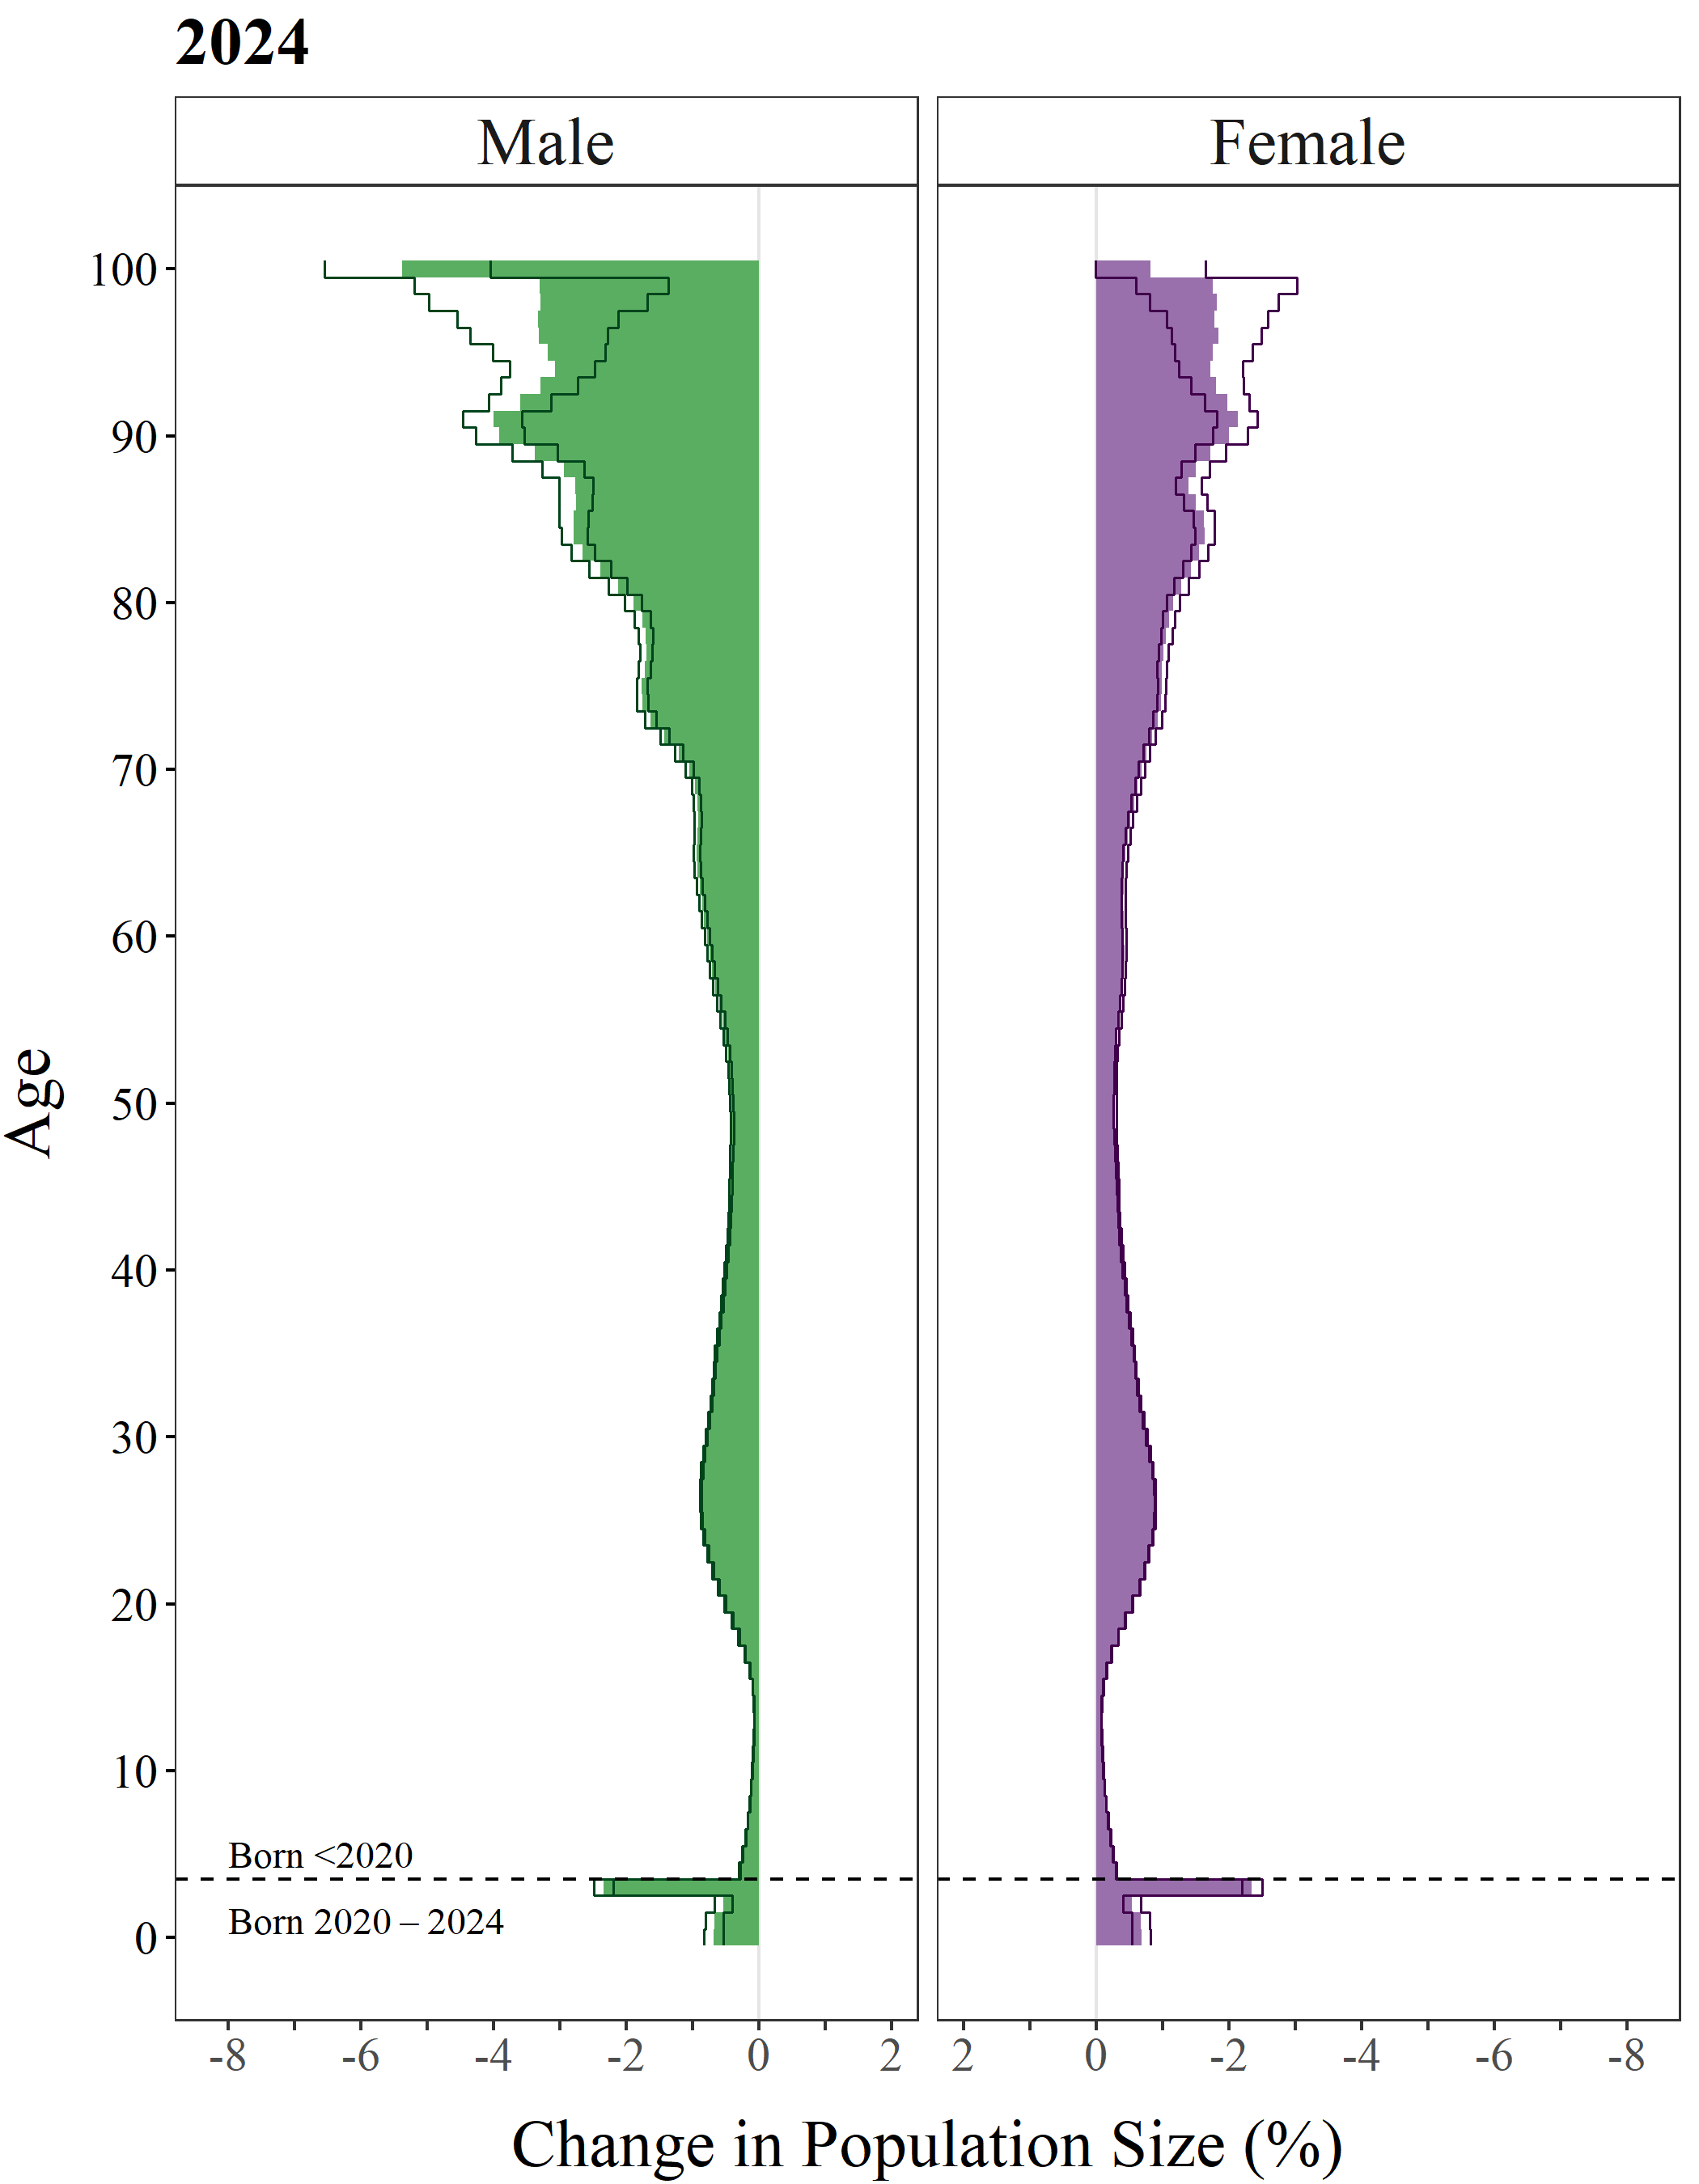 2024
Male Female
100
90
80
70
60
50
40
30
20
10
0
Age
Born <2020
Born 2020 – 2024
-8 -6 -4 -2 0 2 2 0 -2 -4 -6 -8
Change in Population Size (%)